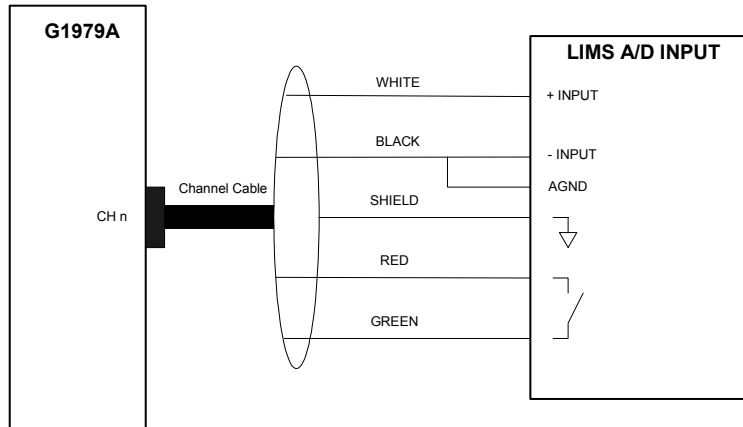 G1979A
LIMS A/D INPUT
WHITE
+ INPUT
BLACK
- INPUT
AGND
Channel Cable
SHIELD
CH n
RED
GREEN